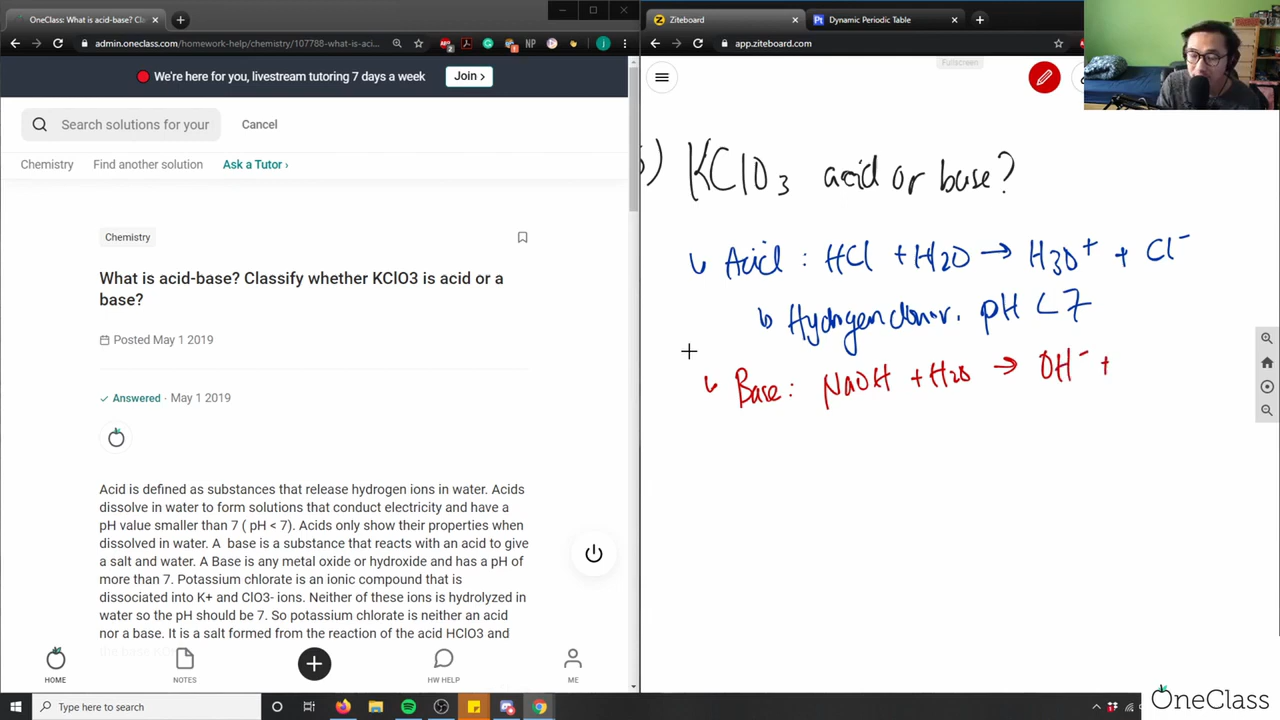 OneClass: What is acid-base? Cla
admin.oneclass.com/homework-help/chemistry/107788-what-is-aci...
We're here for you, livestream tutoring 7 days a week
Join ›
Search solutions for your
Cancel
Chemistry
Find another solution
Ask a Tutor ›
Chemistry
What is acid-base? Classify whether KClO3 is acid or a
base?
Posted May 1 2019
Answered • May 1 2019
Acid is defined as substances that release hydrogen ions in water. Acids
dissolve in water to form solutions that conduct electricity and have a
pH value smaller than 7 ( pH < 7). Acids only show their properties when
dissolved in water. A  base is a substance that reacts with an acid to give
a salt and water. A Base is any metal oxide or hydroxide and has a pH of
more than 7. Potassium chlorate is an ionic compound that is
dissociated into K+ and ClO3- ions. Neither of these ions is hydrolyzed in
water so the pH should be 7. So potassium chlorate is neither an acid
nor a base. It is a salt formed from the reaction of the acid HClO3 and
HOME
NOTES
HW HELP
ME
Type here to search
Ziteboard
Dynamic Periodic Table
app.ziteboard.com
Fullscreen
) KClO3 acid or base?
Acid : HCl + H2O → H3O+ + Cl-
Hydrogen donor. pH < 7
Base: NaOH + H2O → OH- +
OneClass